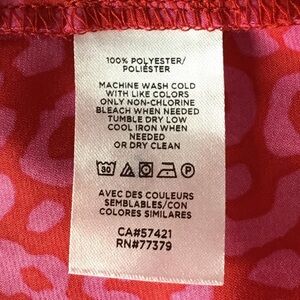 100% POLYESTER/
POLIÉSTER
MACHINE WASH COLD
WITH LIKE COLORS
ONLY NON-CHLORINE
BLEACH WHEN NEEDED
TUMBLE DRY LOW
COOL IRON WHEN
NEEDED
OR DRY CLEAN
30
AVEC DES COULEURS
SEMBLABLES/CON
COLORES SIMILARES
CA#57421
RN#77379